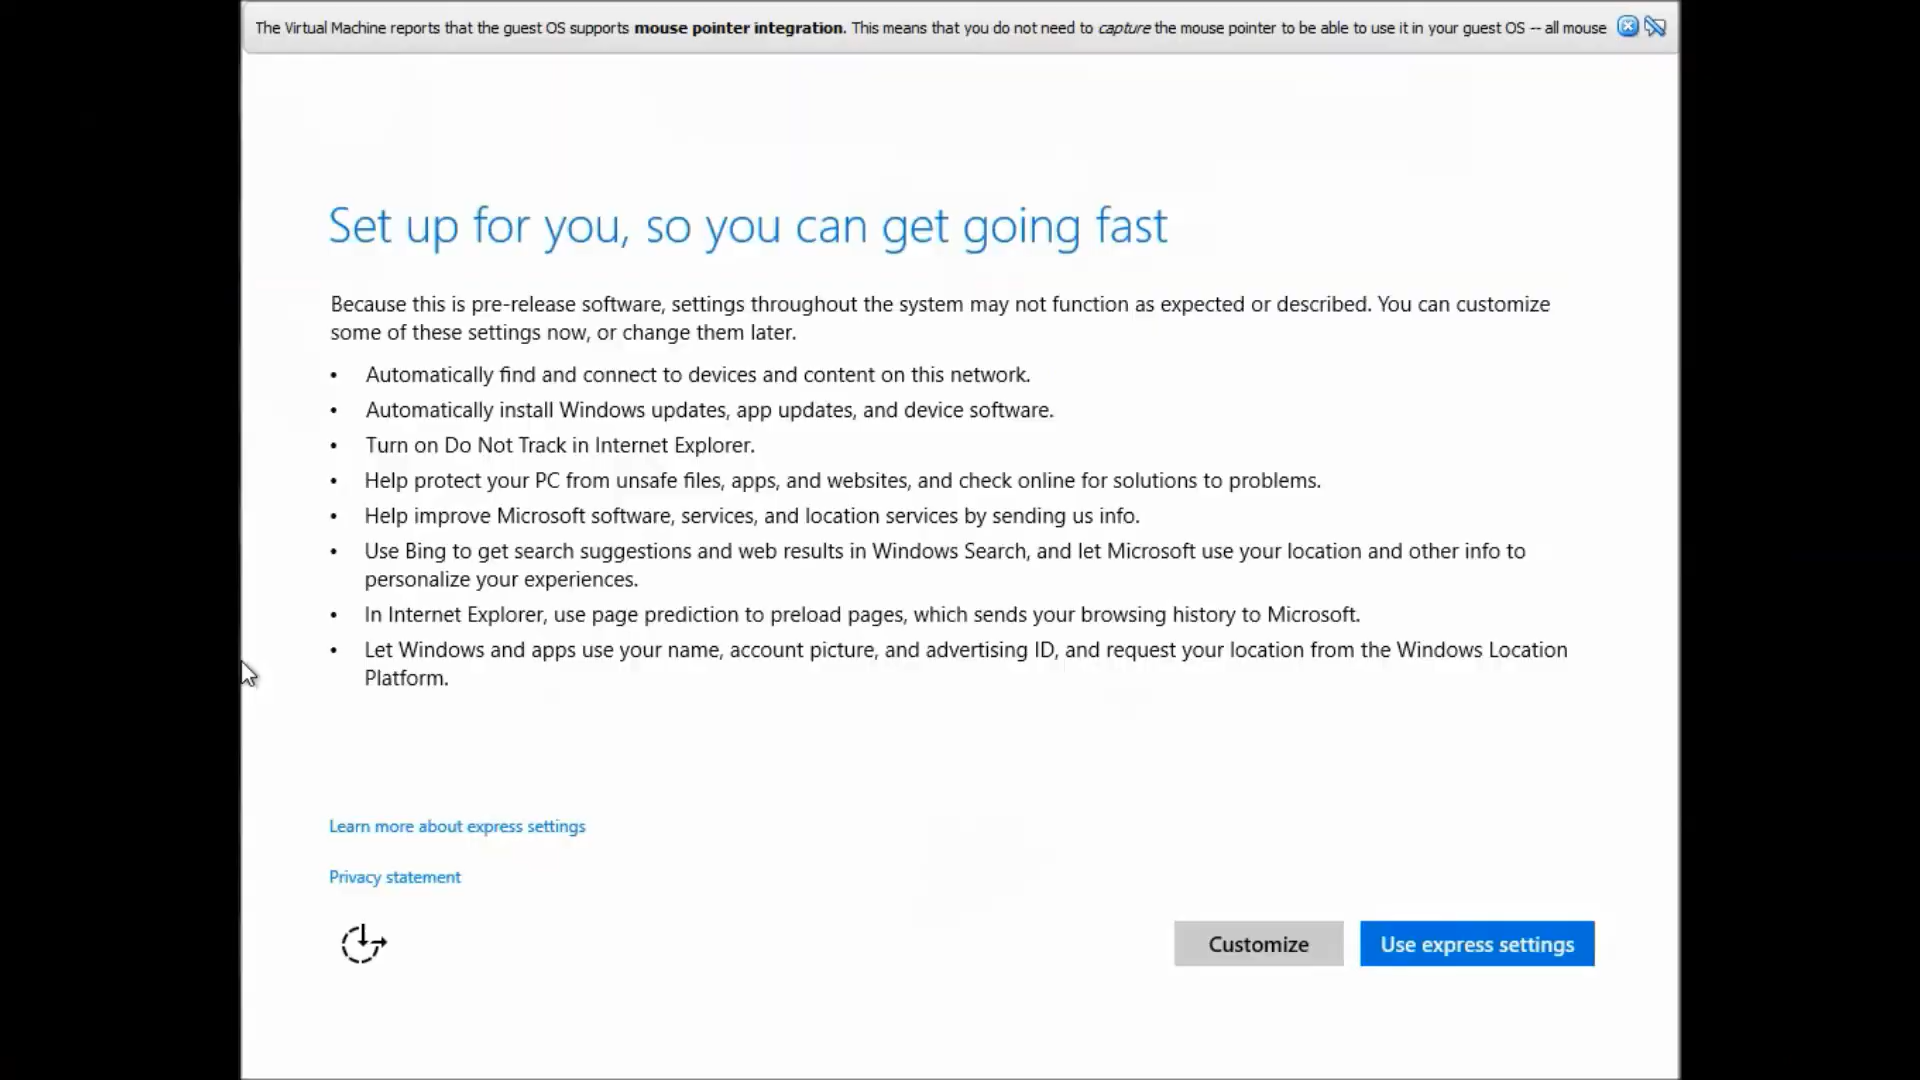 The Virtual Machine reports that the guest OS supports mouse pointer integration. This means that you do not need to capture the mouse pointer to be able to use it in your guest OS -- all mouse
Set up for you, so you can get going fast
Because this is pre-release software, settings throughout the system may not function as expected or described. You can customize
some of these settings now, or change them later.
• Automatically find and connect to devices and content on this network.
• Automatically install Windows updates, app updates, and device software.
• Turn on Do Not Track in Internet Explorer.
• Help protect your PC from unsafe files, apps, and websites, and check online for solutions to problems.
• Help improve Microsoft software, services, and location services by sending us info.
• Use Bing to get search suggestions and web results in Windows Search, and let Microsoft use your location and other info to
personalize your experiences.
• In Internet Explorer, use page prediction to preload pages, which sends your browsing history to Microsoft.
• Let Windows and apps use your name, account picture, and advertising ID, and request your location from the Windows Location
Platform.
Learn more about express settings
Privacy statement
Customize
Use express settings